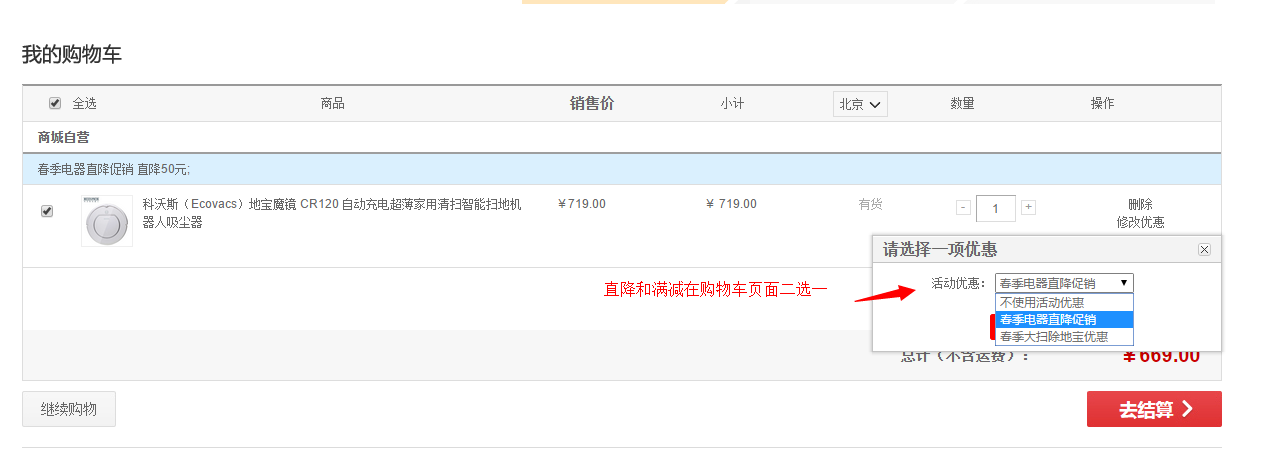 我的购物车
全选 商品 销售价 小计 北京 数量 操作
商城自营
春季电器直降促销 直降50元;
科沃斯（Ecovacs）地宝魔镜 CR120 自动充电超薄家用清扫智能扫地机 ￥719.00 ￥ 719.00 有货 - 1 + 删除
器人吸尘器 修改优惠
请选择一项优惠
直降和满减在购物车页面二选一
活动优惠： 春季电器直降促销
不使用活动优惠
春季电器直降促销
春季大扫除地宝优惠
总计（不含运费）： ￥669.00
继续购物 去结算